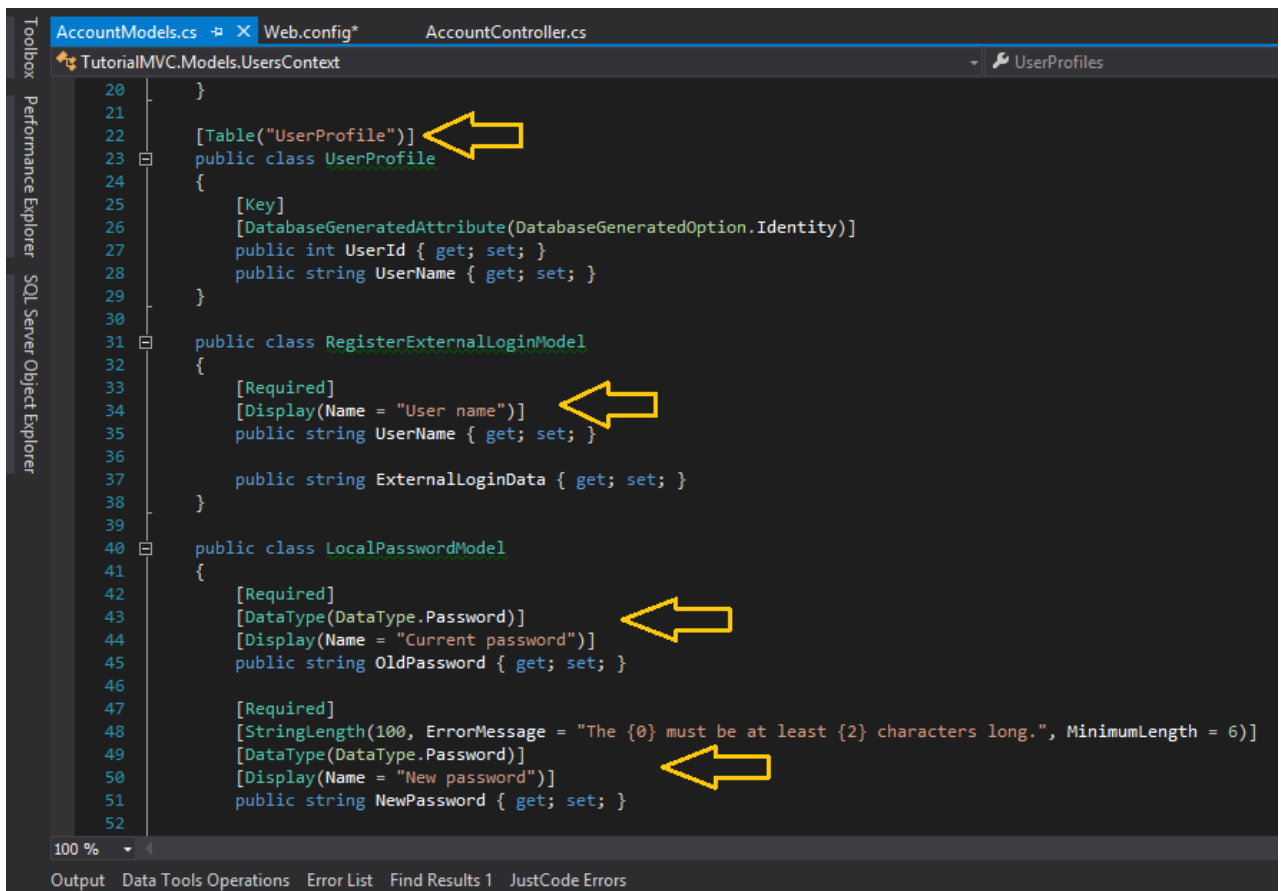 Toolbox
Performance Explorer
SQL Server Object Explorer
AccountModels.cs Web.config* AccountController.cs
TutorialMVC.Models.UsersContext UserProfiles
20 }
21
22 [Table("UserProfile")]
23 public class UserProfile
24 {
25 [Key]
26 [DatabaseGeneratedAttribute(DatabaseGeneratedOption.Identity)]
27 public int UserId { get; set; }
28 public string UserName { get; set; }
29 }
30
31 public class RegisterExternalLoginModel
32 {
33 [Required]
34 [Display(Name = "User name")]
35 public string UserName { get; set; }
36
37 public string ExternalLoginData { get; set; }
38 }
39
40 public class LocalPasswordModel
41 {
42 [Required]
43 [DataType(DataType.Password)]
44 [Display(Name = "Current password")]
45 public string OldPassword { get; set; }
46
47 [Required]
48 [StringLength(100, ErrorMessage = "The {0} must be at least {2} characters long.", MinimumLength = 6)]
49 [DataType(DataType.Password)]
50 [Display(Name = "New password")]
51 public string NewPassword { get; set; }
52
100 %
Output Data Tools Operations Error List Find Results 1 JustCode Errors